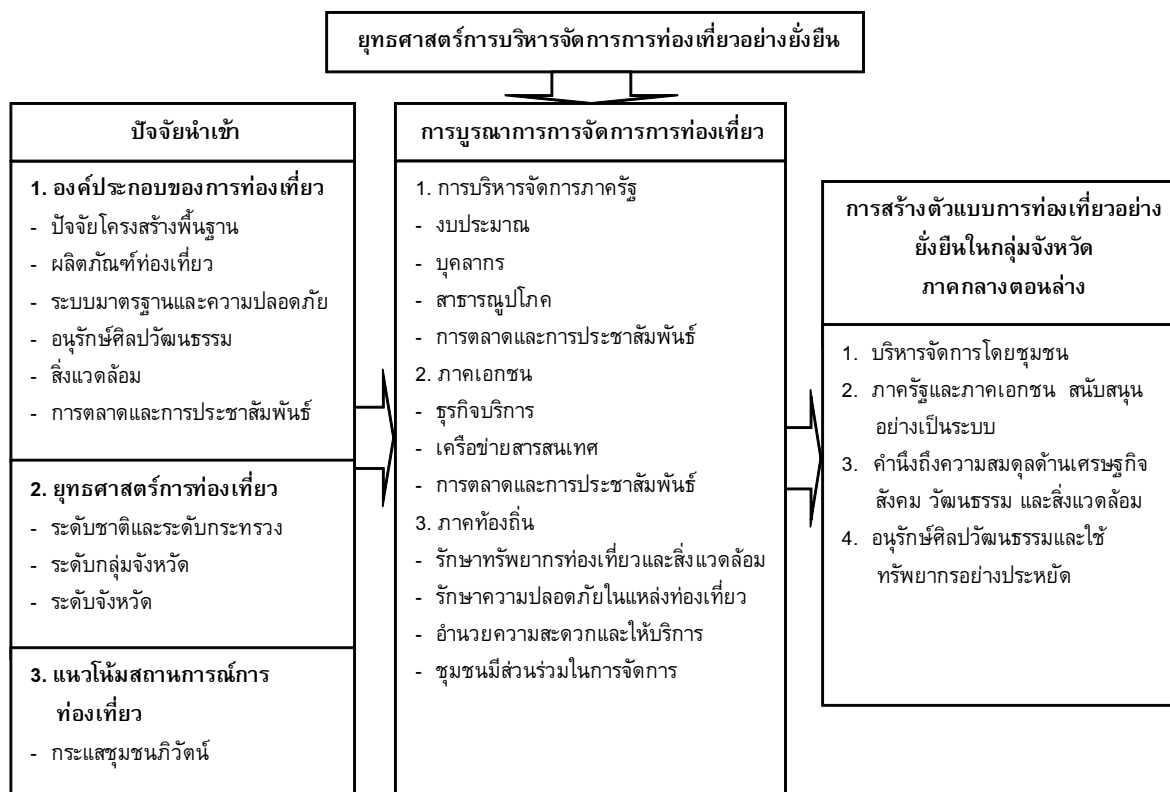 ยุทธศาสตร์การบริหารจัดการการท่องเที่ยวอย่างยั่งยืน
ปัจจัยนำเข้า
1. องค์ประกอบของการท่องเที่ยว
- ปัจจัยโครงสร้างพื้นฐาน
- ผลิตภัณฑ์ท่องเที่ยว
- ระบบมาตรฐานและความปลอดภัย
- อนุรักษ์ศิลปวัฒนธรรม
- สิ่งแวดล้อม
- การตลาดและการประชาสัมพันธ์
2. ยุทธศาสตร์การท่องเที่ยว
- ระดับชาติและระดับกระทรวง
- ระดับกลุ่มจังหวัด
- ระดับจังหวัด
3. แนวโน้มสถานการณ์การ
ท่องเที่ยว
- กระแสชุมชนภิวัตน์
การบูรณาการการจัดการการท่องเที่ยว
1. การบริหารจัดการภาครัฐ
- งบประมาณ
- บุคลากร
- สาธารณูปโภค
- การตลาดและการประชาสัมพันธ์
2. ภาคเอกชน
- ธุรกิจบริการ
- เครือข่ายสารสนเทศ
- การตลาดและการประชาสัมพันธ์
3. ภาคท้องถิ่น
- รักษาทรัพยากรท่องเที่ยวและสิ่งแวดล้อม
- รักษาความปลอดภัยในแหล่งท่องเที่ยว
- อำนวยความสะดวกและให้บริการ
- ชุมชนมีส่วนร่วมในการจัดการ
การสร้างตัวแบบการท่องเที่ยวอย่าง
ยั่งยืนในกลุ่มจังหวัด
ภาคกลางตอนล่าง
1. บริหารจัดการโดยชุมชน
2. ภาครัฐและภาคเอกชน สนับสนุน
อย่างเป็นระบบ
3. คำนึงถึงความสมดุลด้านเศรษฐกิจ
สังคม วัฒนธรรม และสิ่งแวดล้อม
4. อนุรักษ์ศิลปวัฒนธรรมและใช้
ทรัพยากรอย่างประหยัด